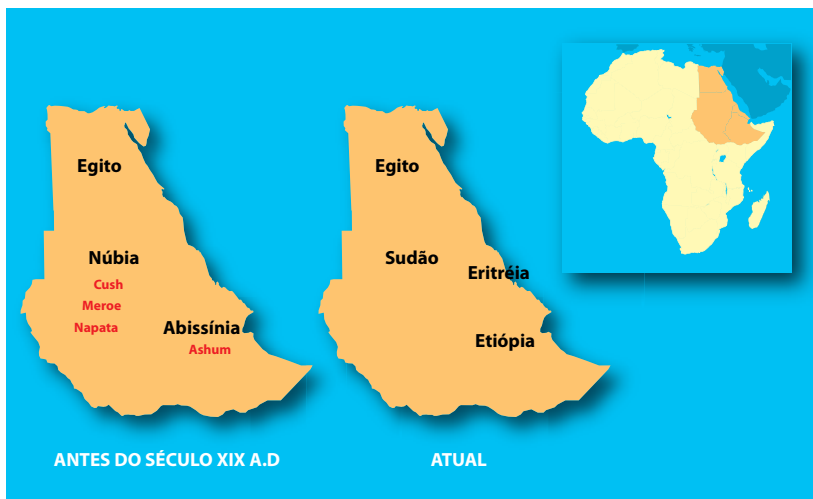 Egito
Núbia
Cush
Meroe
Napata
Abissínia
Ashum
ANTES DO SÉCULO XIX A.D
Egito
Sudão
Eritréia
Etiópia
ATUAL